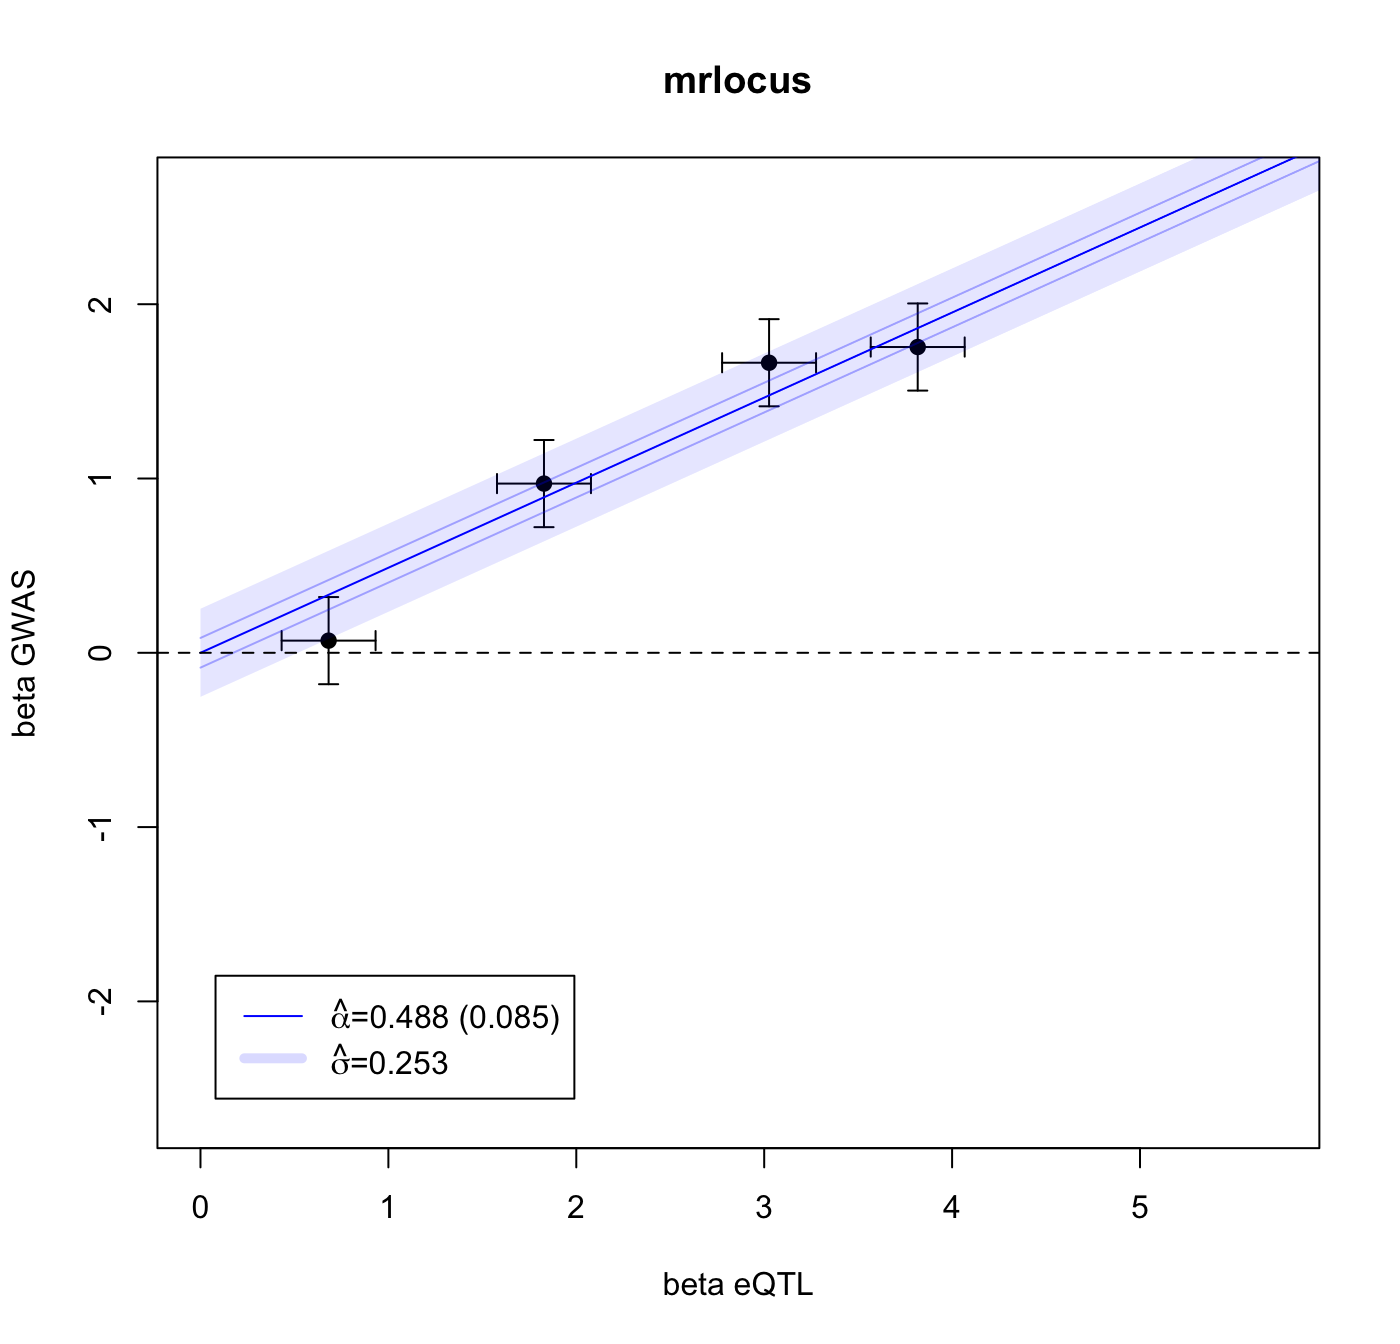 mrlocus
beta GWAS
2
1
0
-1
-2
α̂=0.488 (0.085)
σ̂=0.253
0 1 2 3 4 5
beta eQTL